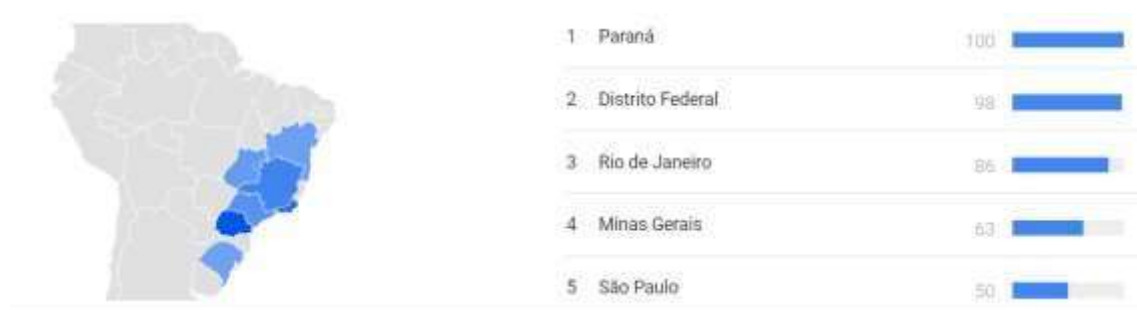 1 Paraná 100
2 Distrito Federal 98
3 Rio de Janeiro 86
4 Minas Gerais 63
5 São Paulo 50